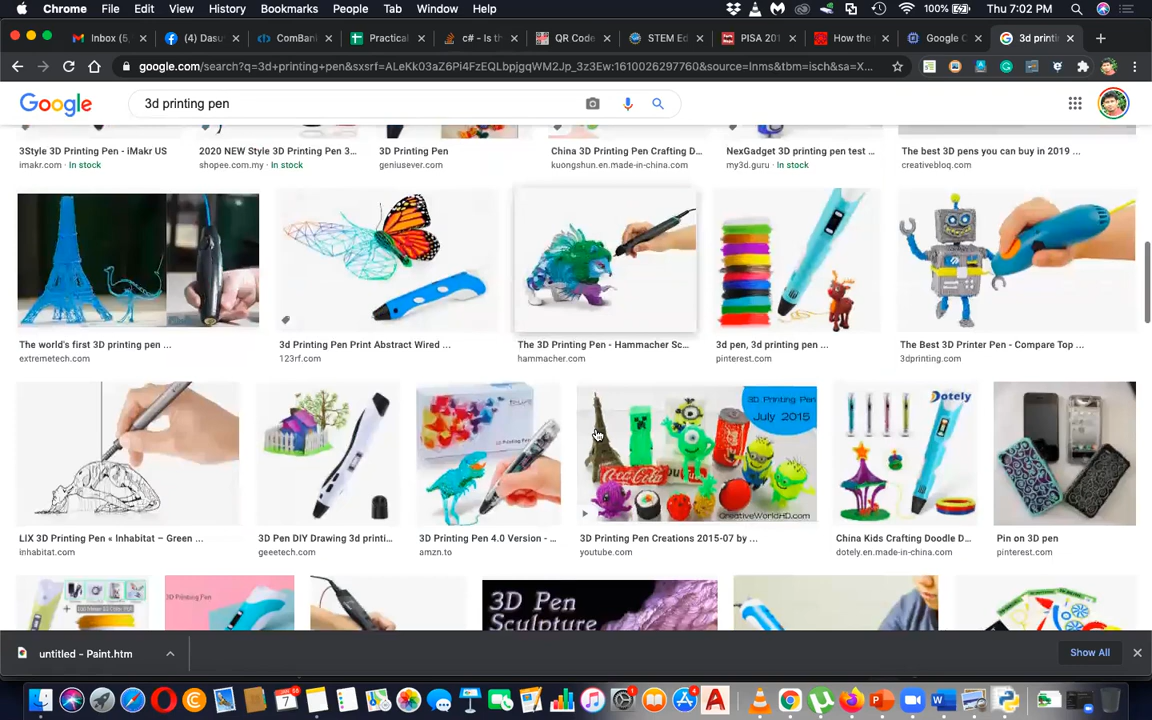 Chrome File Edit View History Bookmarks People Tab Window Help 100% Thu 7:02 PM
Inbox (5, (4) Dasu ComBan Practical c# - Is th QR Code STEM Ed PISA 201 How the Google C 3d printi
google.com/search?q=3d+printing+pen&sxsrf=ALeKk03aZ6Pi4FzEQLbpjgqWM2Jp_3z3Ew:1610026297760&source=lnms&tbm=isch&sa=X...
Google 3d printing pen
3Style 3D Printing Pen - iMakr US 2020 NEW Style 3D Printing Pen 3... 3D Printing Pen China 3D Printing Pen Crafting D... NexGadget 3D printing pen test ... The best 3D pens you can buy in 2019 ...
imakr.com · In stock shopee.com.my · In stock geniusever.com kuongshun.en.made-in-china.com my3d.guru · In stock creativebloq.com
The world's first 3D printing pen ... 3d Printing Pen Print Abstract Wired ... The 3D Printing Pen - Hammacher Sc... 3d pen, 3d printing pen ... The Best 3D Printer Pen - Compare Top ...
extremetech.com 123rf.com hammacher.com pinterest.com 3dprinting.com
3D Printing Pen
July 2015
Dotely
Coca-Cola
CreativeWorldHD.com
LIX 3D Printing Pen « Inhabitat – Green ... 3D Pen DIY Drawing 3d printi... 3D Printing Pen 4.0 Version - ... 3D Printing Pen Creations 2015-07 by ... China Kids Crafting Doodle D... Pin on 3D pen
inhabitat.com geeetech.com amzn.to youtube.com dotely.en.made-in-china.com pinterest.com
3D Printing Pen
3D Pen
Sculpture
untitled - Paint.htm Show All